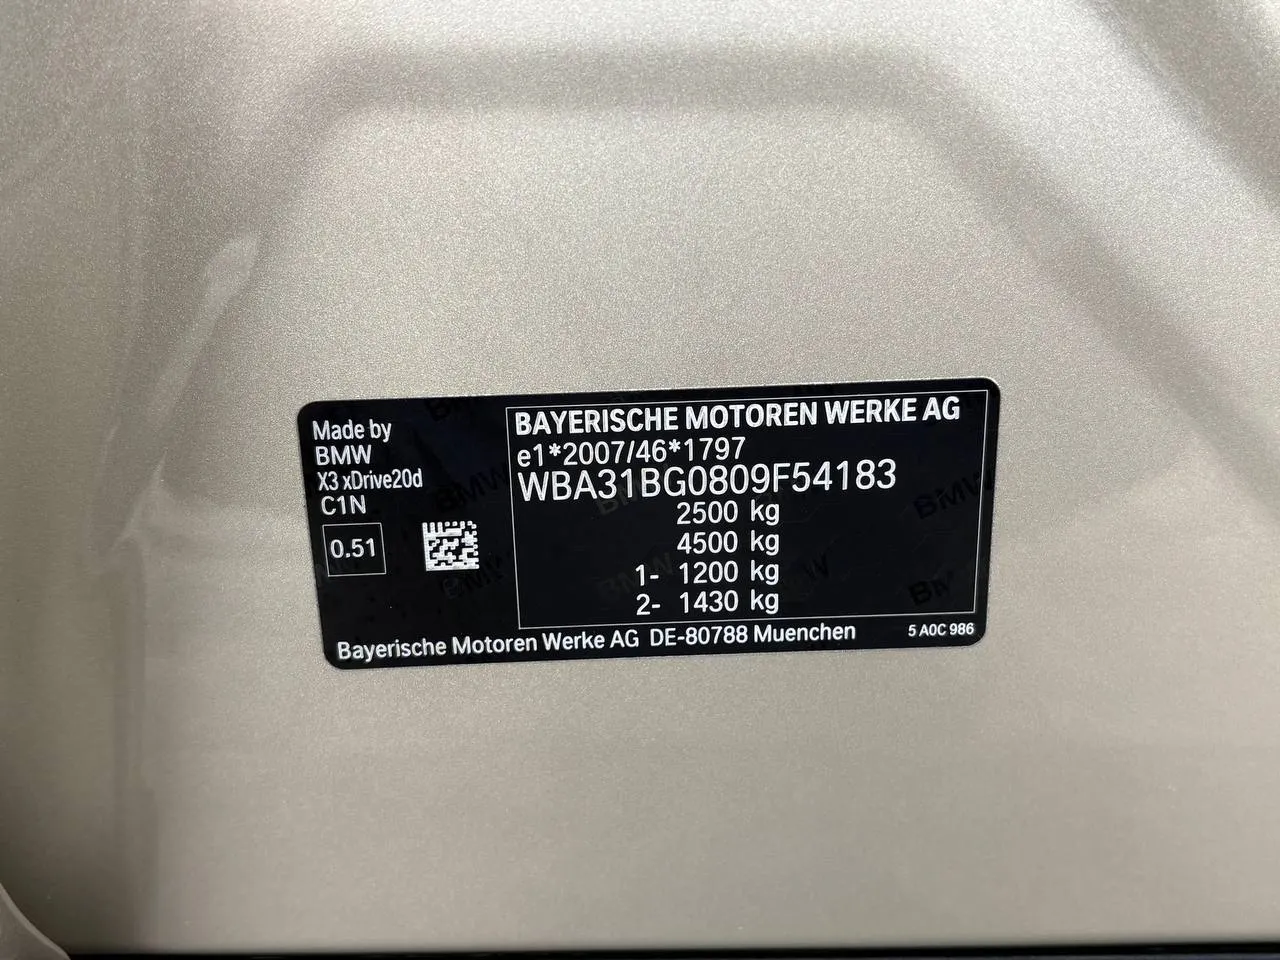 Made by
BMW
X3 xDrive20d
C1N
0.51
BAYERISCHE MOTOREN WERKE AG
e1*2007/46*1797
WBA31BG0809F54183
2500 kg
4500 kg
1- 1200 kg
2- 1430 kg
Bayerische Motoren Werke AG DE-80788 Muenchen
5 A0C 986